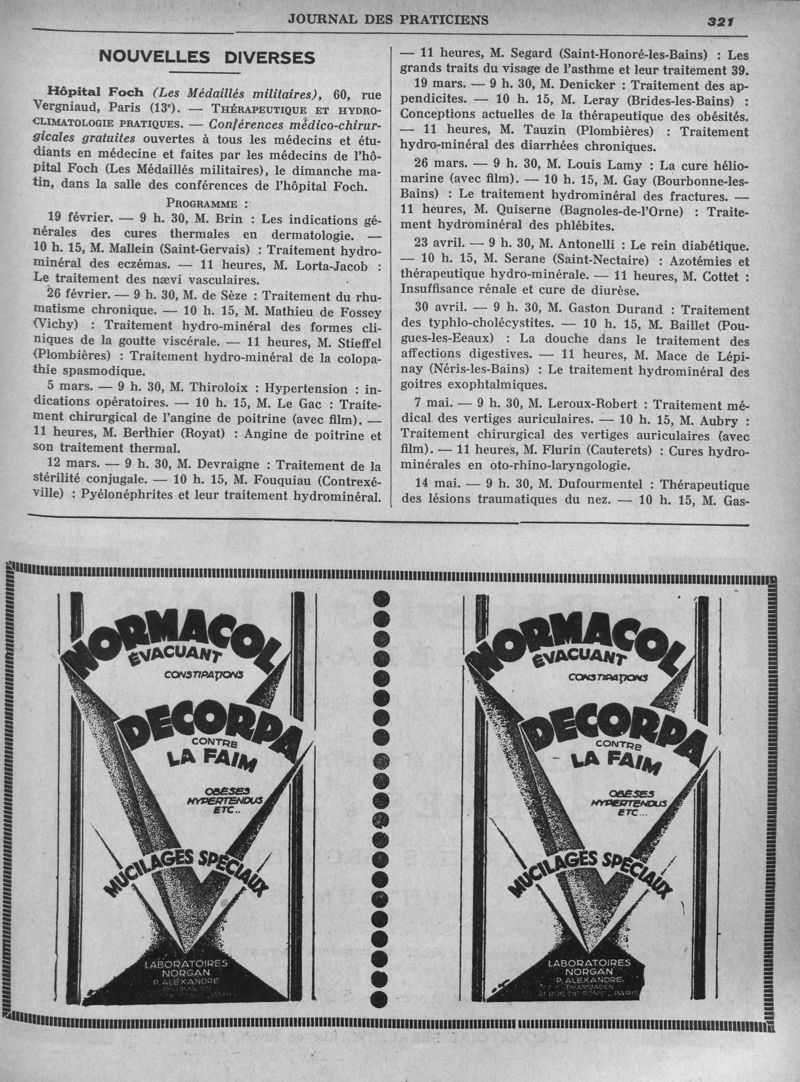 JOURNAL DES PRATICIENS 321
NOUVELLES DIVERSES
Hôpital Foch (Les Médaillés militaires), 60, rue
Vergniaud, Paris (13e). — THÉRAPEUTIQUE ET HYDRO-
CLIMATOLOGIE PRATIQUES. — Conférences médico-chirur-
gicales gratuites ouvertes à tous les médecins et étu-
diants en médecine et faites par les médecins de l'hô-
pital Foch (Les Médaillés militaires), le dimanche ma-
tin, dans la salle des conférences de l'hôpital Foch.
PROGRAMME :
19 février. — 9 h. 30, M. Brin : Les indications gé-
nérales des cures thermales en dermatologie. —
10 h. 15, M. Mallein (Saint-Gervais) : Traitement hydro-
minéral des eczémas. — 11 heures, M. Lorta-Jacob :
Le traitement des nævi vasculaires.
26 février. — 9 h. 30, M. de Sèze : Traitement du rhu-
matisme chronique. — 10 h. 15, M. Mathieu de Fossey
(Vichy) : Traitement hydro-minéral des formes cli-
niques de la goutte viscérale. — 11 heures, M. Stieffel
(Plombières) : Traitement hydro-minéral de la colopa-
thie spasmodique.
5 mars. — 9 h. 30, M. Thiroloix : Hypertension : in-
dications opératoires. — 10 h. 15, M. Le Gac : Traite-
ment chirurgical de l'angine de poitrine (avec film). —
11 heures, M. Berthier (Royat) : Angine de poitrine et
son traitement thermal.
12 mars. — 9 h. 30, M. Devraigne : Traitement de la
stérilité conjugale. — 10 h. 15, M. Fouquiau (Contrexé-
ville) : Pyélonéphrites et leur traitement hydrominéral.
— 11 heures, M. Segard (Saint-Honoré-les-Bains) : Les
grands traits du visage de l'asthme et leur traitement 39.
19 mars. — 9 h. 30, M. Denicker : Traitement des ap-
pendicites. — 10 h. 15, M. Leray (Brides-les-Bains) :
Conceptions actuelles de la thérapeutique des obésités.
— 11 heures, M. Tauzin (Plombières) : Traitement
hydro-minéral des diarrhées chroniques.
26 mars. — 9 h. 30, M. Louis Lamy : La cure hélio-
marine (avec film). — 10 h. 15, M. Gay (Bourbonne-les-
Bains) : Le traitement hydrominéral des fractures. —
11 heures, M. Quiserne (Bagnoles-de-l'Orne) : Traite-
ment hydrominéral des phlébites.
23 avril. — 9 h. 30, M. Antonelli : Le rein diabétique.
— 10 h. 15, M. Serane (Saint-Nectaire) : Azotémies et
thérapeutique hydro-minérale. — 11 heures, M. Cottet :
Insuffisance rénale et cure de diurèse.
30 avril. — 9 h. 30, M. Gaston Durand : Traitement
des typhlo-cholécystites. — 10 h. 15, M. Baillet (Pou-
gues-les-Eeaux) : La douche dans le traitement des
affections digestives. — 11 heures, M. Mace de Lépi-
nay (Néris-les-Bains) : Le traitement hydrominéral des
goitres exophtalmiques.
7 mai. — 9 h. 30, M. Leroux-Robert : Traitement mé-
dical des vertiges auriculaires. — 10 h. 15, M. Aubry :
Traitement chirurgical des vertiges auriculaires (avec
film). — 11 heures, M. Flurin (Cauterets) : Cures hydro-
minérales en oto-rhino-laryngologie.
14 mai. — 9 h. 30, M. Dufourmentel : Thérapeutique
des lésions traumatiques du nez. — 10 h. 15, M. Gas-
NORMACOL
ÉVACUANT
CONSTIPATIONS
DECORPA
CONTRE
LA FAIM
OBÈSES
HYPERTENDUS
ETC...
MUCILAGES SPÉCIAUX
LABORATOIRES
NORGAN
P. ALEXANDRE
NORMACOL
ÉVACUANT
CONSTIPATIONS
DECORPA
CONTRE
LA FAIM
OBÈSES
HYPERTENDUS
ETC...
MUCILAGES SPÉCIAUX
LABORATOIRES
NORGAN
P. ALEXANDRE